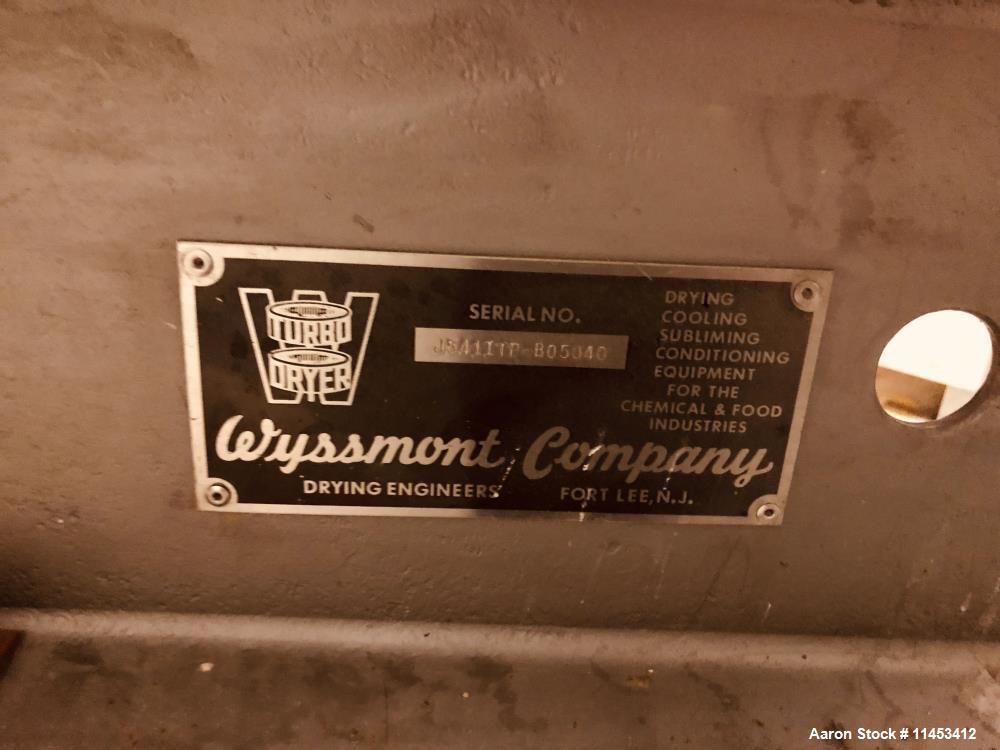 TURBO
DRYER
SERIAL NO.
J541ITP-B05040
DRYING
COOLING
SUBLIMING
CONDITIONING
EQUIPMENT
FOR THE
CHEMICAL & FOOD
INDUSTRIES
Wyssmont Company
DRYING ENGINEERS FORT LEE, N.J.
Aaron Stock # 11453412